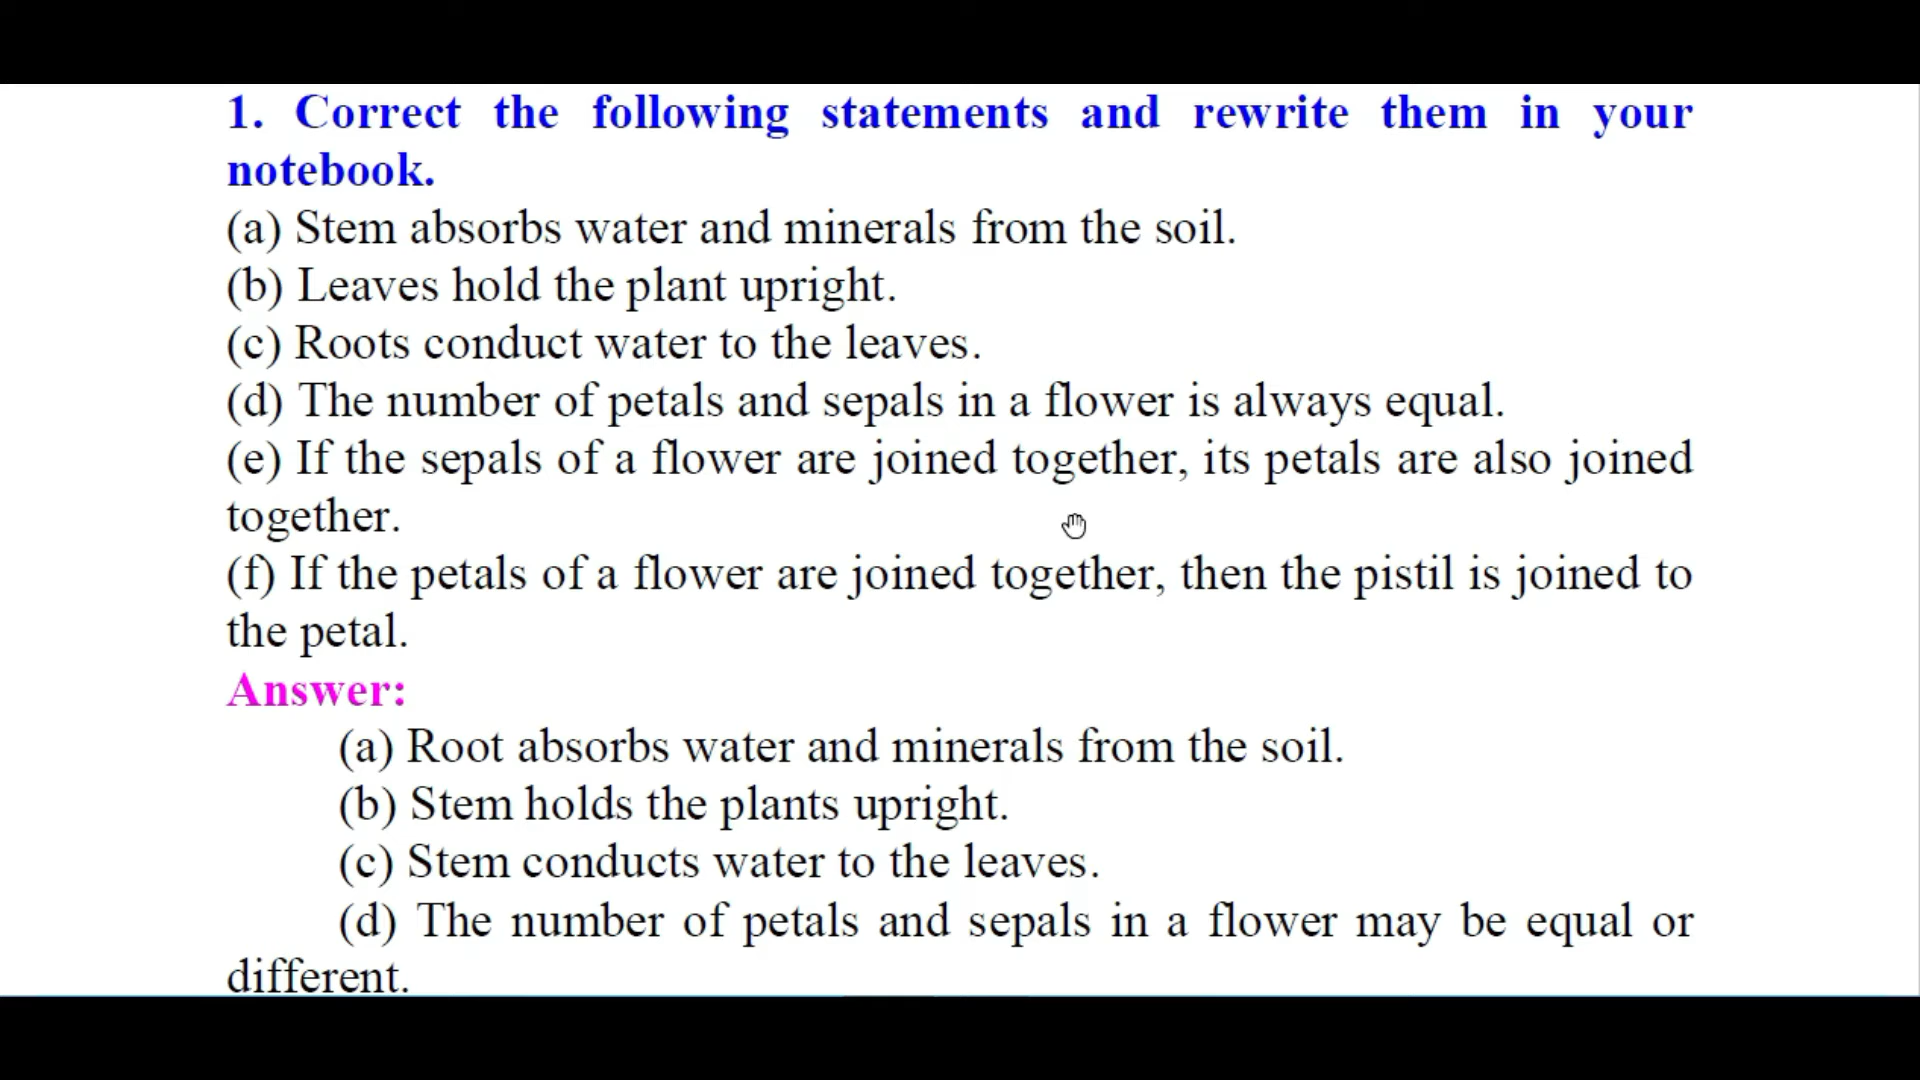 1. Correct the following statements and rewrite them in your
notebook.
(a) Stem absorbs water and minerals from the soil.
(b) Leaves hold the plant upright.
(c) Roots conduct water to the leaves.
(d) The number of petals and sepals in a flower is always equal.
(e) If the sepals of a flower are joined together, its petals are also joined
together.
(f) If the petals of a flower are joined together, then the pistil is joined to
the petal.
Answer:
(a) Root absorbs water and minerals from the soil.
(b) Stem holds the plants upright.
(c) Stem conducts water to the leaves.
(d) The number of petals and sepals in a flower may be equal or
different.